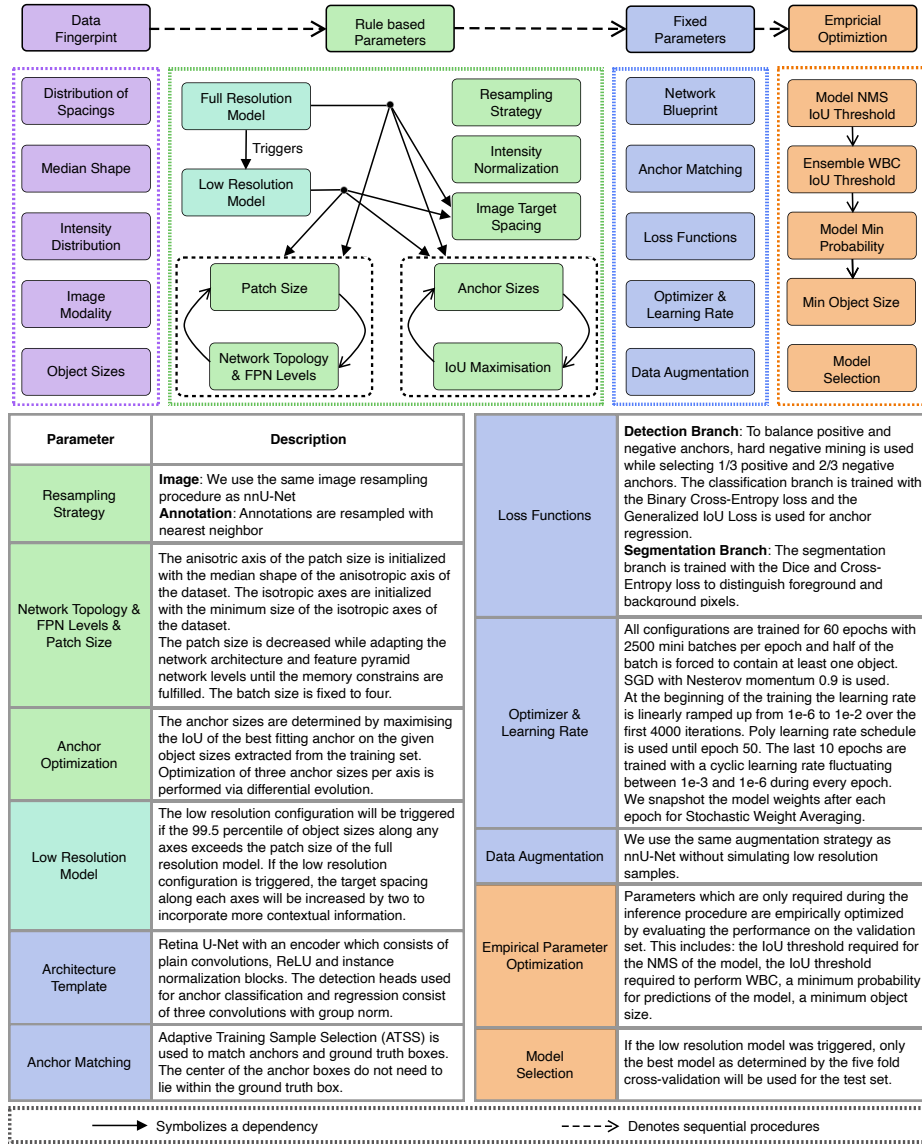 Data
Fingerpint
Rule based
Parameters
Fixed
Parameters
Empricial
Optimiztion
Distribution of
Spacings
Median Shape
Intensity
Distribution
Image
Modality
Object Sizes
Full Resolution
Model
Triggers
Low Resolution
Model
Resampling
Strategy
Intensity
Normalization
Image Target
Spacing
Patch Size
Network Topology
& FPN Levels
Anchor Sizes
IoU Maximisation
Network
Blueprint
Anchor Matching
Loss Functions
Optimizer &
Learning Rate
Data Augmentation
Model NMS
IoU Threshold
Ensemble WBC
IoU Threshold
Model Min
Probability
Min Object Size
Model
Selection
Parameter
Description
Resampling
Strategy
Image: We use the same image resampling
procedure as nnU-Net
Annotation: Annotations are resampled with
nearest neighbor
Network Topology &
FPN Levels &
Patch Size
The anisotric axis of the patch size is initialized
with the median shape of the anisotropic axis of
the dataset. The isotropic axes are initialized
with the minimum size of the isotropic axes of
the dataset.
The patch size is decreased while adapting the
network architecture and feature pyramid
network levels until the memory constrains are
fulfilled. The batch size is fixed to four.
Anchor
Optimization
The anchor sizes are determined by maximising
the IoU of the best fitting anchor on the given
object sizes extracted from the training set.
Optimization of three anchor sizes per axis is
performed via differential evolution.
Low Resolution
Model
The low resolution configuration will be triggered
if the 99.5 percentile of object sizes along any
axes exceeds the patch size of the full
resolution model. If the low resolution
configuration is triggered, the target spacing
along each axes will be increased by two to
incorporate more contextual information.
Architecture
Template
Retina U-Net with an encoder which consists of
plain convolutions, ReLU and instance
normalization blocks. The detection heads used
for anchor classification and regression consist
of three convolutions with group norm.
Anchor Matching
Adaptive Training Sample Selection (ATSS) is
used to match anchors and ground truth boxes.
The center of the anchor boxes do not need to
lie within the ground truth box.
Loss Functions
Detection Branch: To balance positive and
negative anchors, hard negative mining is used
while selecting 1/3 positive and 2/3 negative
anchors. The classification branch is trained with
the Binary Cross-Entropy loss and the
Generalized IoU Loss is used for anchor
regression.
Segmentation Branch: The segmentation
branch is trained with the Dice and Cross-
Entropy loss to distinguish foreground and
background pixels.
Optimizer &
Learning Rate
All configurations are trained for 60 epochs with
2500 mini batches per epoch and half of the
batch is forced to contain at least one object.
SGD with Nesterov momentum 0.9 is used.
At the beginning of the training the learning rate
is linearly ramped up from 1e-6 to 1e-2 over the
first 4000 iterations. Poly learning rate schedule
is used until epoch 50. The last 10 epochs are
trained with a cyclic learning rate fluctuating
between 1e-3 and 1e-6 during every epoch.
We snapshot the model weights after each
epoch for Stochastic Weight Averaging.
Data Augmentation
We use the same augmentation strategy as
nnU-Net without simulating low resolution
samples.
Empirical Parameter
Optimization
Parameters which are only required during the
inference procedure are empirically optimized
by evaluating the performance on the validation
set. This includes: the IoU threshold required for
the NMS of the model, the IoU threshold
required to perform WBC, a minimum probability
for predictions of the model, a minimum object
size.
Model
Selection
If the low resolution model was triggered, only
the best model as determined by the five fold
cross-validation will be used for the test set.
Symbolizes a dependency
Denotes sequential procedures